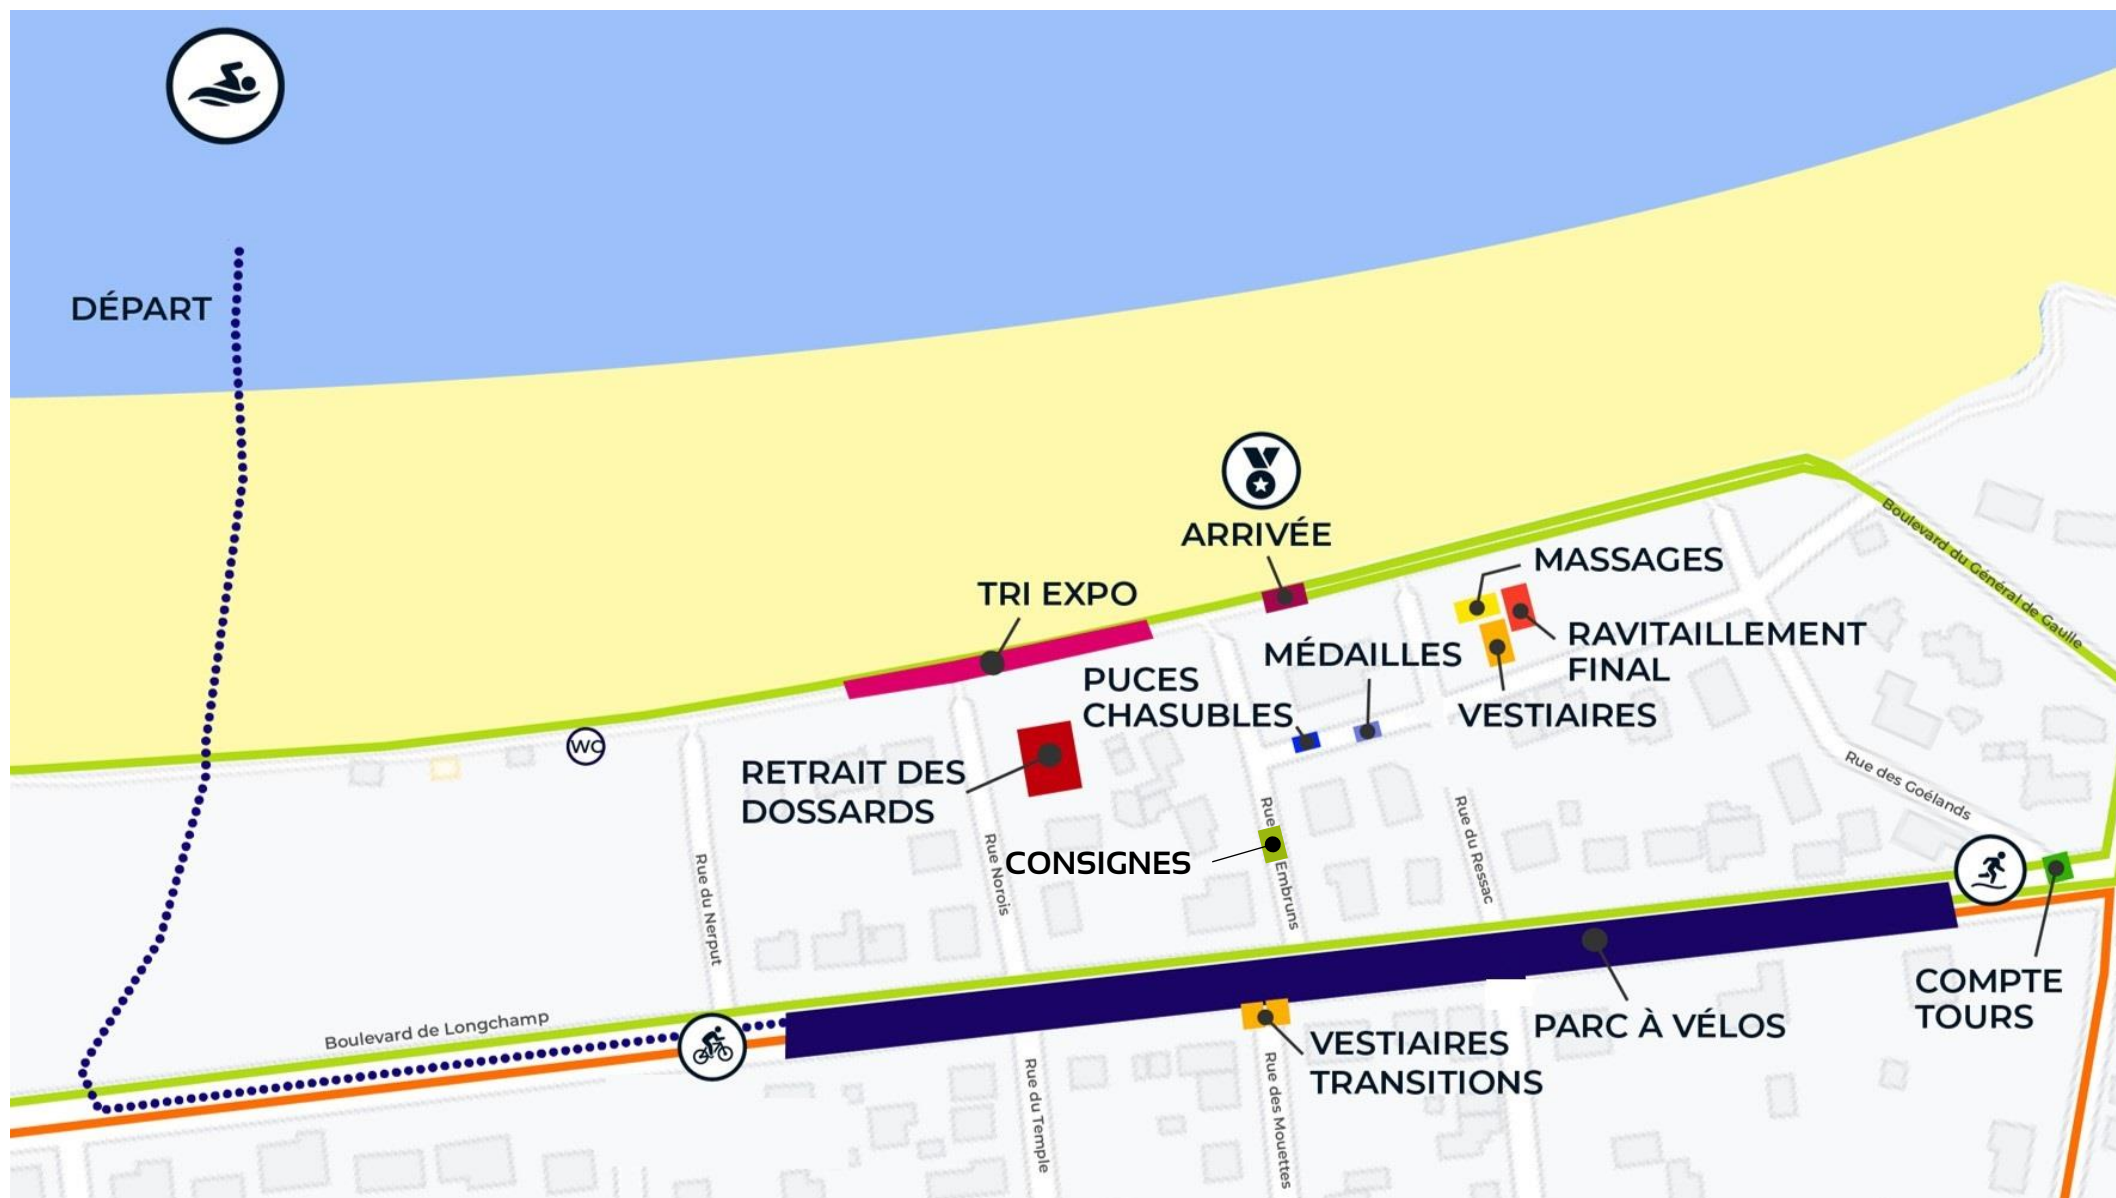 DÉPART
ARRIVÉE
TRI EXPO
MASSAGES
RAVITAILLEMENT
FINAL
MÉDAILLES
PUCES
CHASUBLES
VESTIAIRES
WC
RETRAIT DES
DOSSARDS
CONSIGNES
Boulevard du Général de Gaulle
Rue des Goélands
Rue du Ressac
Rue
Embruns
Rue Norois
Rue du Nerput
Boulevard de Longchamp
COMPTE
TOURS
PARC À VÉLOS
VESTIAIRES
TRANSITIONS
Rue du Temple
Rue des Mouettes